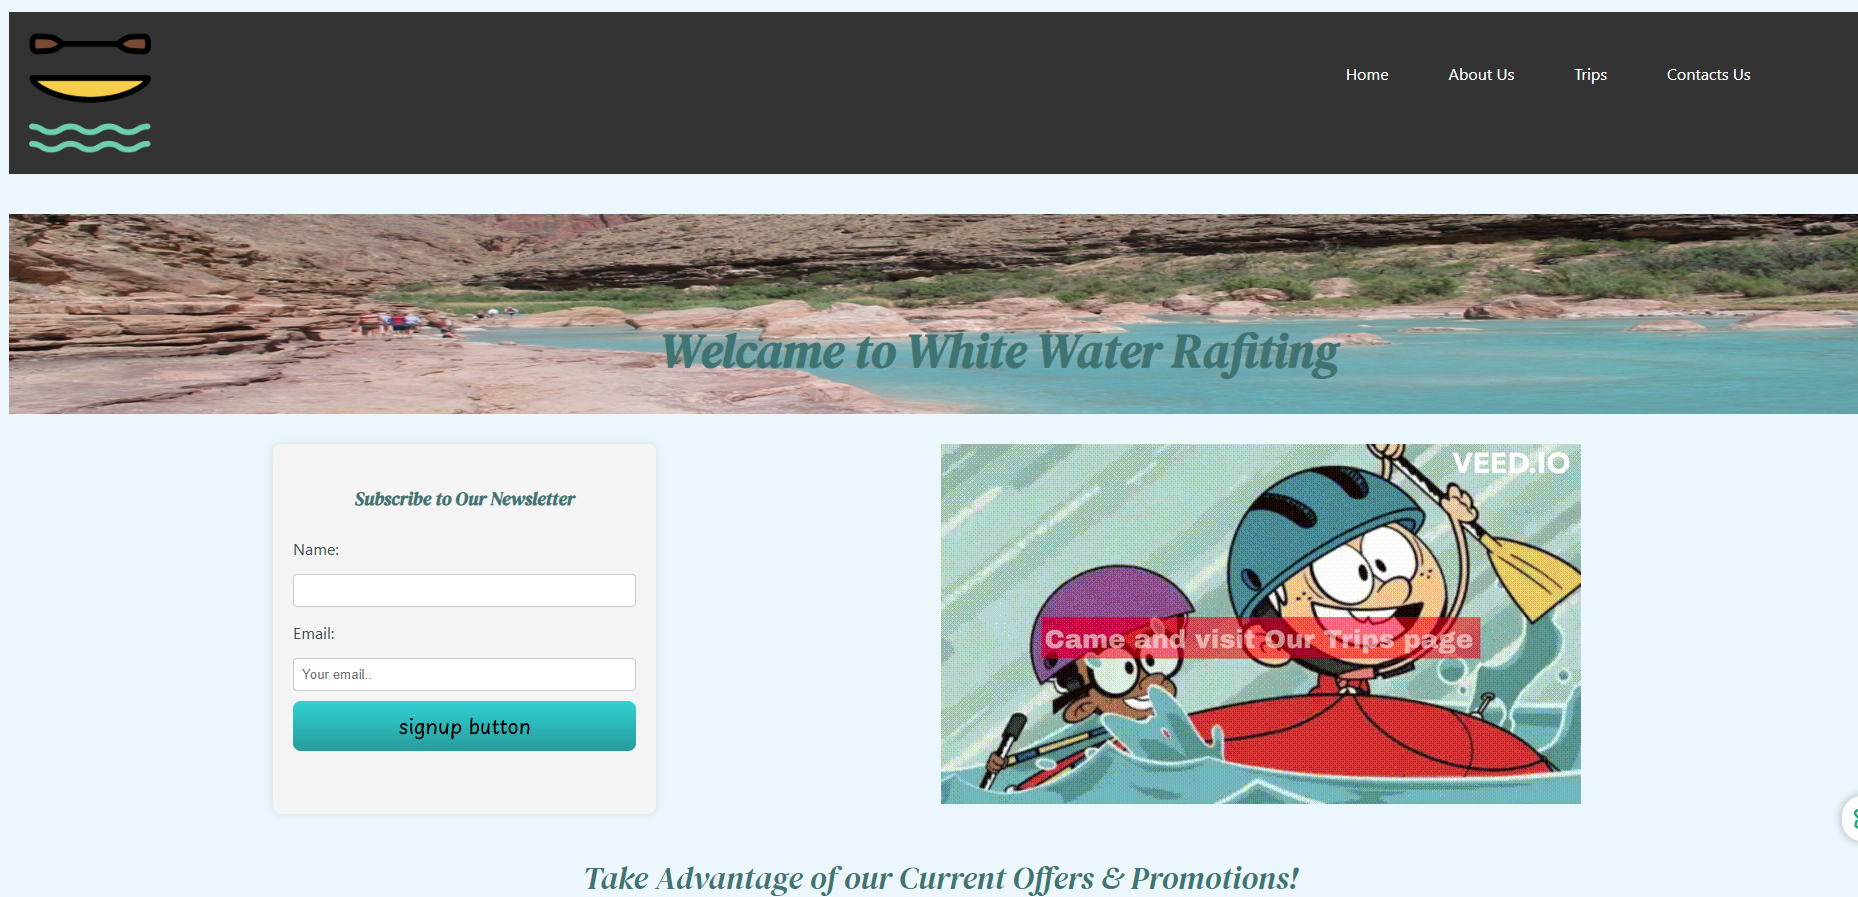 Home About Us Trips Contacts Us
Welcame to White Water Rafiting
Subscribe to Our Newsletter
Name:
Email:
Your email..
signup button
VEED.IO
Came and visit Our Trips page
Take Advantage of our Current Offers & Promotions!